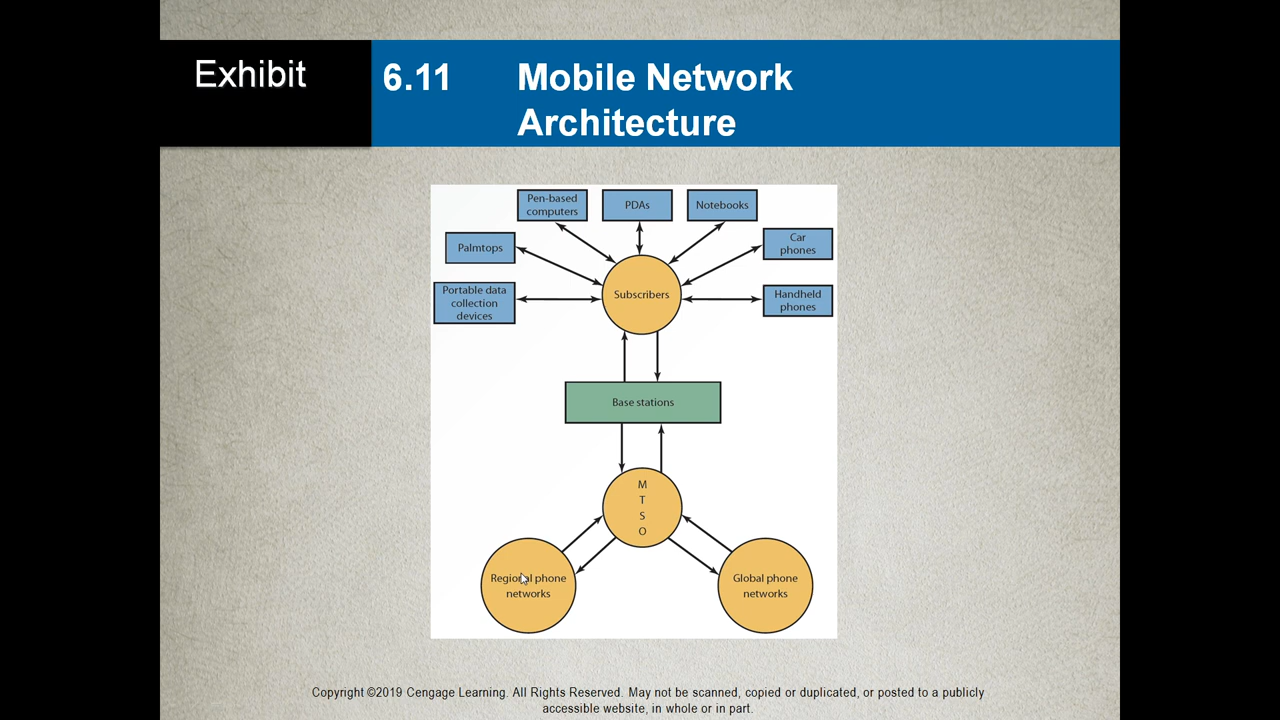 Exhibit
6.11 Mobile Network
Architecture
Pen-based
computers
PDAs
Notebooks
Palmtops
Car
phones
Portable data
collection
devices
Subscribers
Handheld
phones
Base stations
M
T
S
O
Regional phone
networks
Global phone
networks
Copyright ©2019 Cengage Learning. All Rights Reserved. May not be scanned, copied or duplicated, or posted to a publicly
accessible website, in whole or in part.